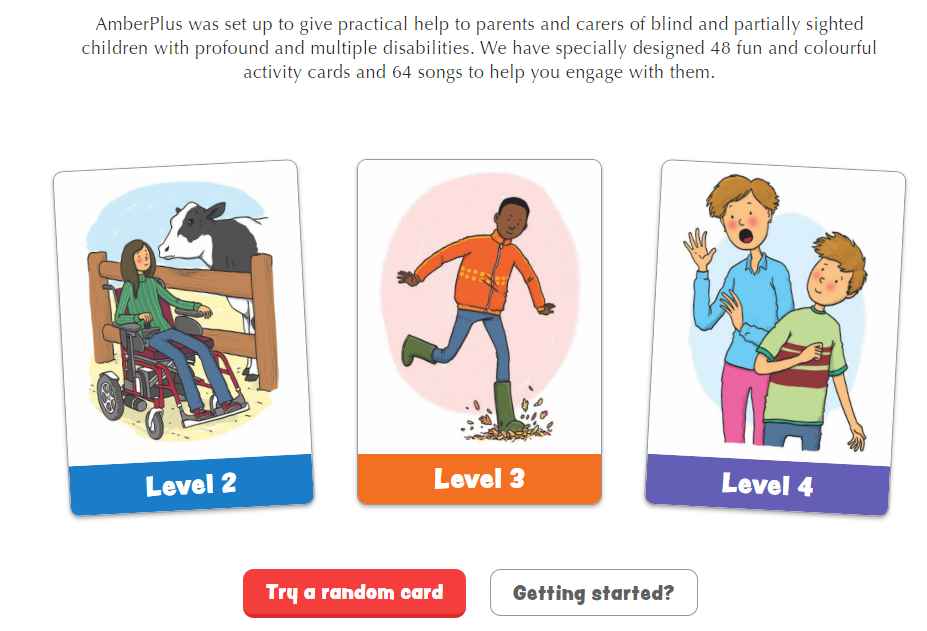 AmberPlus was set up to give practical help to parents and carers of blind and partially sighted
children with profound and multiple disabilities. We have specially designed 48 fun and colourful
activity cards and 64 songs to help you engage with them.
Level 2
Level 3
Level 4
Try a random card
Getting started?